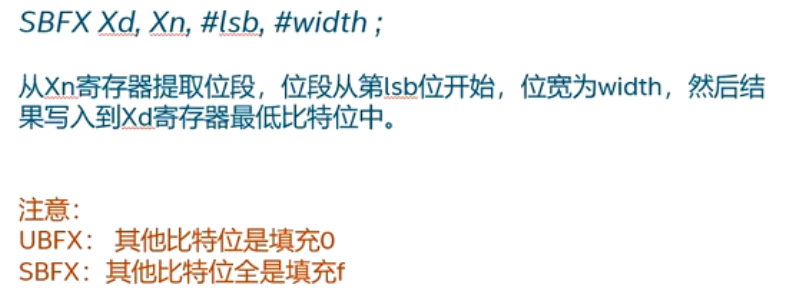 SBFX Xd, Xn, #lsb, #width ;
从Xn寄存器提取位段，位段从第lsb位开始，位宽为width，然后结
果写入到Xd寄存器最低比特位中。
注意：
UBFX： 其他比特位是填充0
SBFX：其他比特位全是填充f